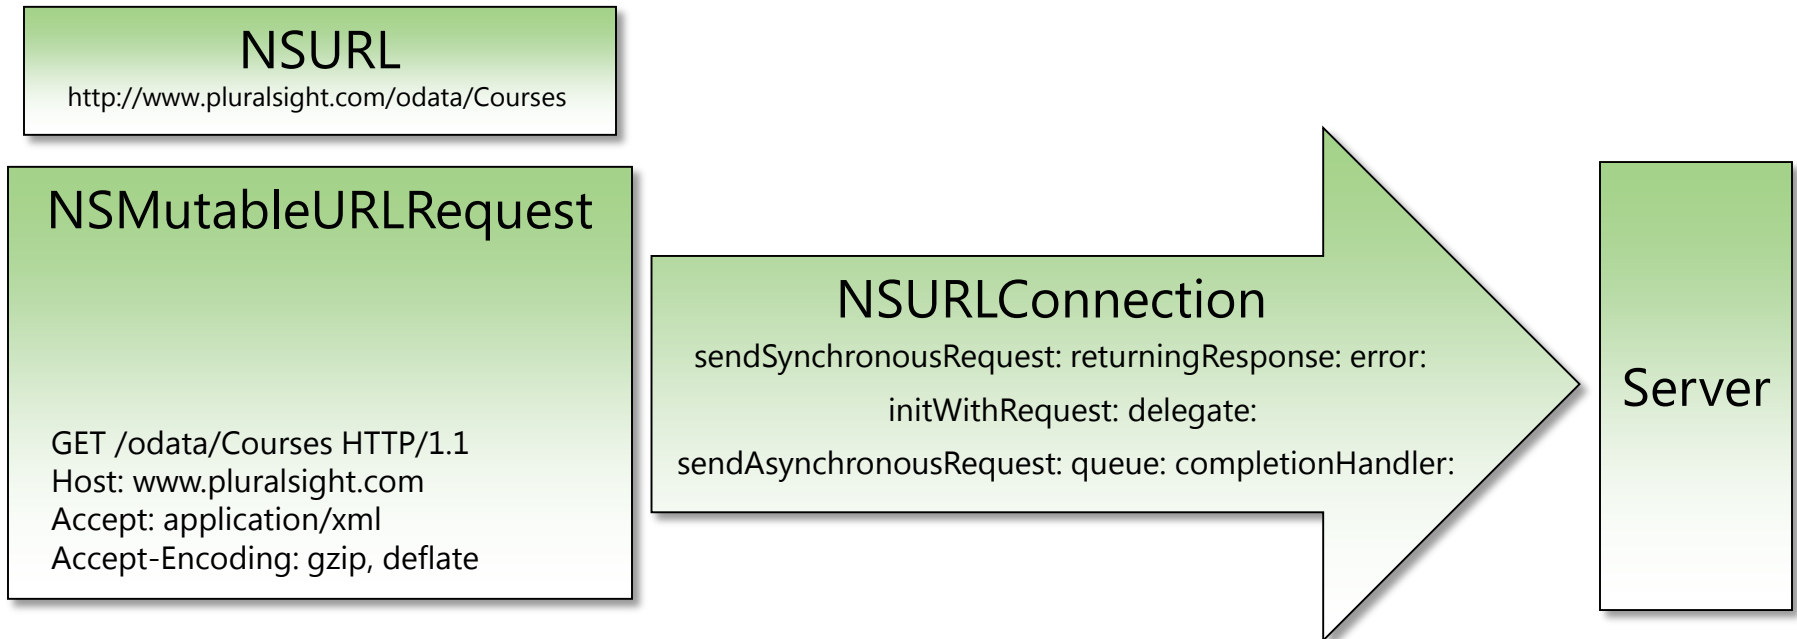 NSURL
http://www.pluralsight.com/odata/Courses
NSMutableURLRequest
GET /odata/Courses HTTP/1.1
Host: www.pluralsight.com
Accept: application/xml
Accept-Encoding: gzip, deflate
NSURLConnection
sendSynchronousRequest: returningResponse: error:
initWithRequest: delegate:
sendAsynchronousRequest: queue: completionHandler:
Server